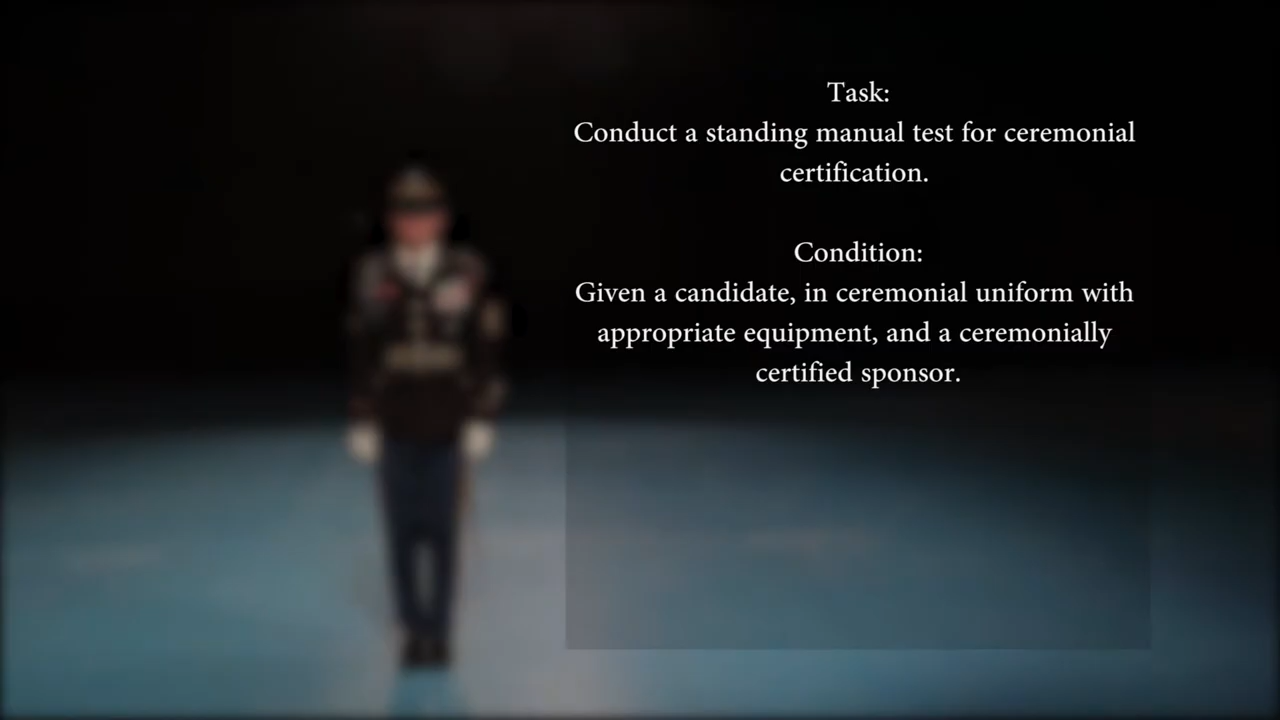 Task:
Conduct a standing manual test for ceremonial
certification.
Condition:
Given a candidate, in ceremonial uniform with
appropriate equipment, and a ceremonially
certified sponsor.